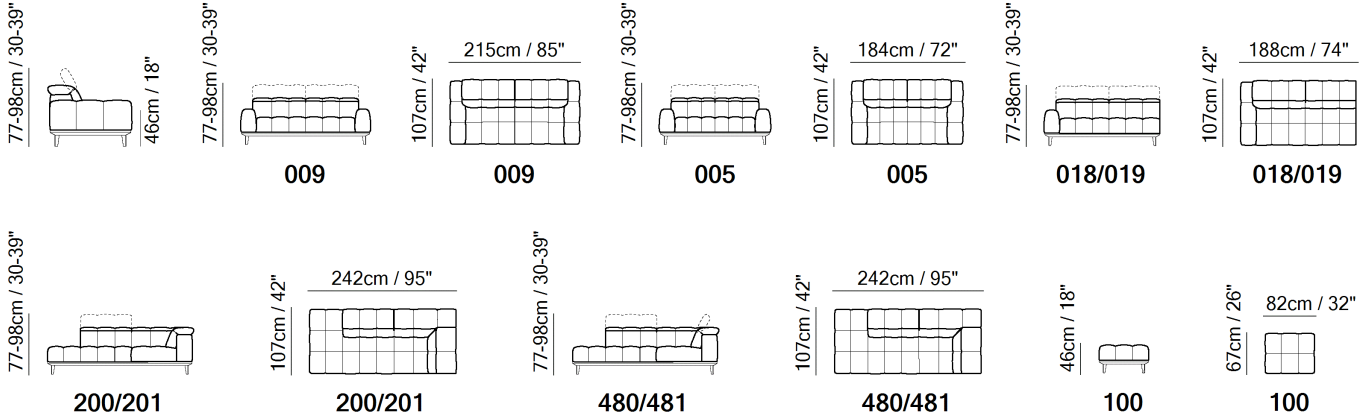 77-98cm / 30-39"
46cm / 18"
77-98cm / 30-39"
009
107cm / 42"
215cm / 85"
009
77-98cm / 30-39"
005
107cm / 42"
184cm / 72"
005
77-98cm / 30-39"
018/019
107cm / 42"
188cm / 74"
018/019
77-98cm / 30-39"
200/201
107cm / 42"
242cm / 95"
200/201
77-98cm / 30-39"
480/481
107cm / 42"
242cm / 95"
480/481
46cm / 18"
100
67cm / 26"
82cm / 32"
100